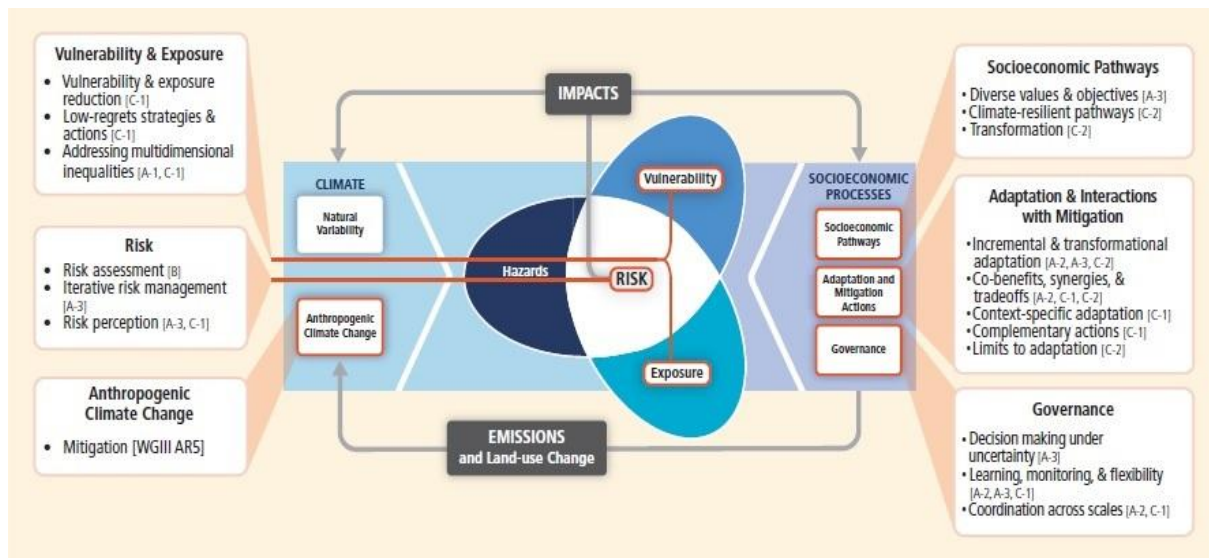 Vulnerability & Exposure
• Vulnerability & exposure
reduction [C-1]
• Low-regrets strategies &
actions [C-1]
• Addressing multidimensional
inequalities [A-1, C-1]
Risk
• Risk assessment [B]
• Iterative risk management
[A-3]
• Risk perception [A-3, C-1]
Anthropogenic
Climate Change
• Mitigation [WGIII AR5]
IMPACTS
CLIMATE
Natural
Variability
Anthropogenic
Climate Change
Hazards
Vulnerability
RISK
Exposure
EMISSIONS
and Land-use Change
SOCIOECONOMIC
PROCESSES
Socioeconomic
Pathways
Adaptation and
Mitigation
Actions
Governance
Socioeconomic Pathways
• Diverse values & objectives [A-3]
• Climate-resilient pathways [C-2]
• Transformation [C-2]
Adaptation & Interactions
with Mitigation
• Incremental & transformational
adaptation [A-2, A-3, C-2]
• Co-benefits, synergies, &
tradeoffs [A-2, C-1, C-2]
• Context-specific adaptation [C-1]
• Complementary actions [C-1]
• Limits to adaptation [C-2]
Governance
• Decision making under
uncertainty [A-3]
• Learning, monitoring, & flexibility
[A-2, A-3, C-1]
• Coordination across scales [A-2, C-1]